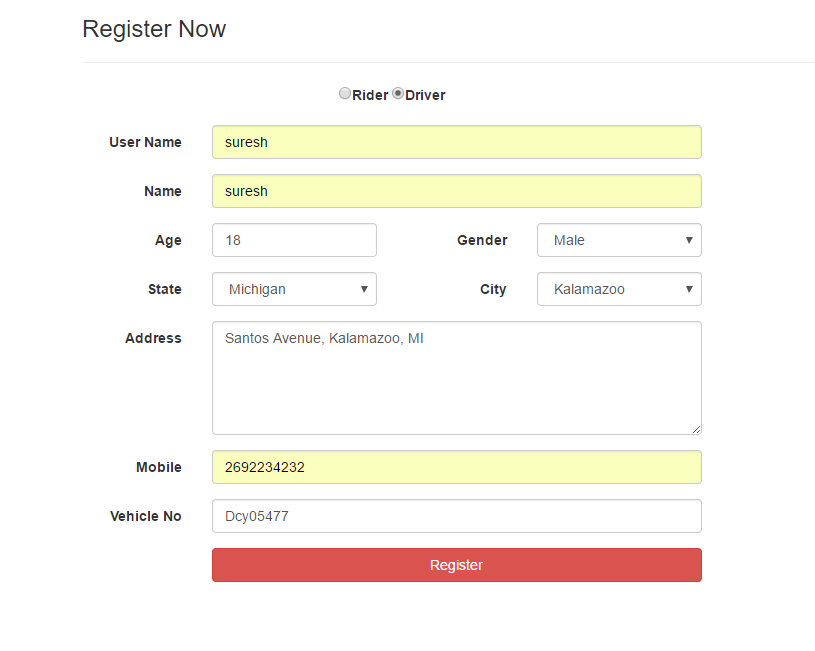 Register Now
Rider Driver
User Name suresh
Name suresh
Age 18 Gender Male
State Michigan City Kalamazoo
Address Santos Avenue, Kalamazoo, MI
Mobile 2692234232
Vehicle No Dcy05477
Register